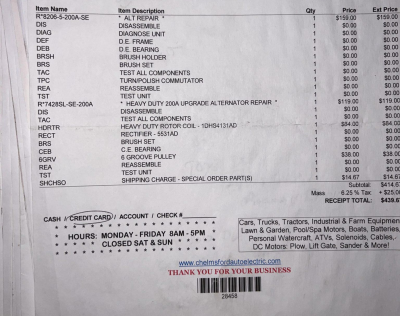 Item Name Item Description Qty Price Ext Price
R*8206-5-200A-SE * ALT REPAIR * 1 $159.00 $159.00
DIS DISASSEMBLE 1 $0.00 $0.00
DIAG DIAGNOSE UNIT 1 $0.00 $0.00
DEF D.E. FRAME 1 $0.00 $0.00
DEB D.E. BEARING 1 $0.00 $0.00
BRSH BRUSH HOLDER 1 $0.00 $0.00
BRS BRUSH SET 1 $0.00 $0.00
TAC TEST ALL COMPONENTS 1 $0.00 $0.00
TPC TURN/POLISH COMMUTATOR 1 $0.00 $0.00
REA REASSEMBLE 1 $0.00 $0.00
TST TEST UNIT 1 $0.00 $0.00
R*7428SL-SE-200A * HEAVY DUTY 200A UPGRADE ALTERNATOR REPAIR * 1 $119.00 $119.00
DIS DISASSEMBLE 1 $0.00 $0.00
TAC TEST ALL COMPONENTS 1 $0.00 $0.00
HDRTR HEAVY DUTY ROTOR COIL - 1DHS4131AD 1 $84.00 $84.00
RECT RECTIFIER - 5531AD 1 $0.00 $0.00
BRS BRUSH SET 1 $0.00 $0.00
CEB C.E. BEARING 1 $0.00 $0.00
6GRV 6 GROOVE PULLEY 1 $38.00 $38.00
REA REASSEMBLE 1 $0.00 $0.00
TST TEST UNIT 1 $0.00 $0.00
SHCHSO SHIPPING CHARGE - SPECIAL ORDER PART(S) 1 $14.67 $14.67
Subtotal: $414.67
Mass 6.25 % Tax: + $25.0
RECEIPT TOTAL: $439.6
CASH / CREDIT CARD / ACCOUNT / CHECK #
HOURS: MONDAY - FRIDAY 8AM - 5PM
CLOSED SAT & SUN
Cars, Trucks, Tractors, Industrial & Farm Equipmen
Lawn & Garden, Pool/Spa Motors, Boats, Batteries,
Personal Watercraft, ATVs, Solenoids, Cables,
DC Motors: Plow, Lift Gate, Sander & More!
www.chelmsfordautoelectric.com
THANK YOU FOR YOUR BUSINESS
28458